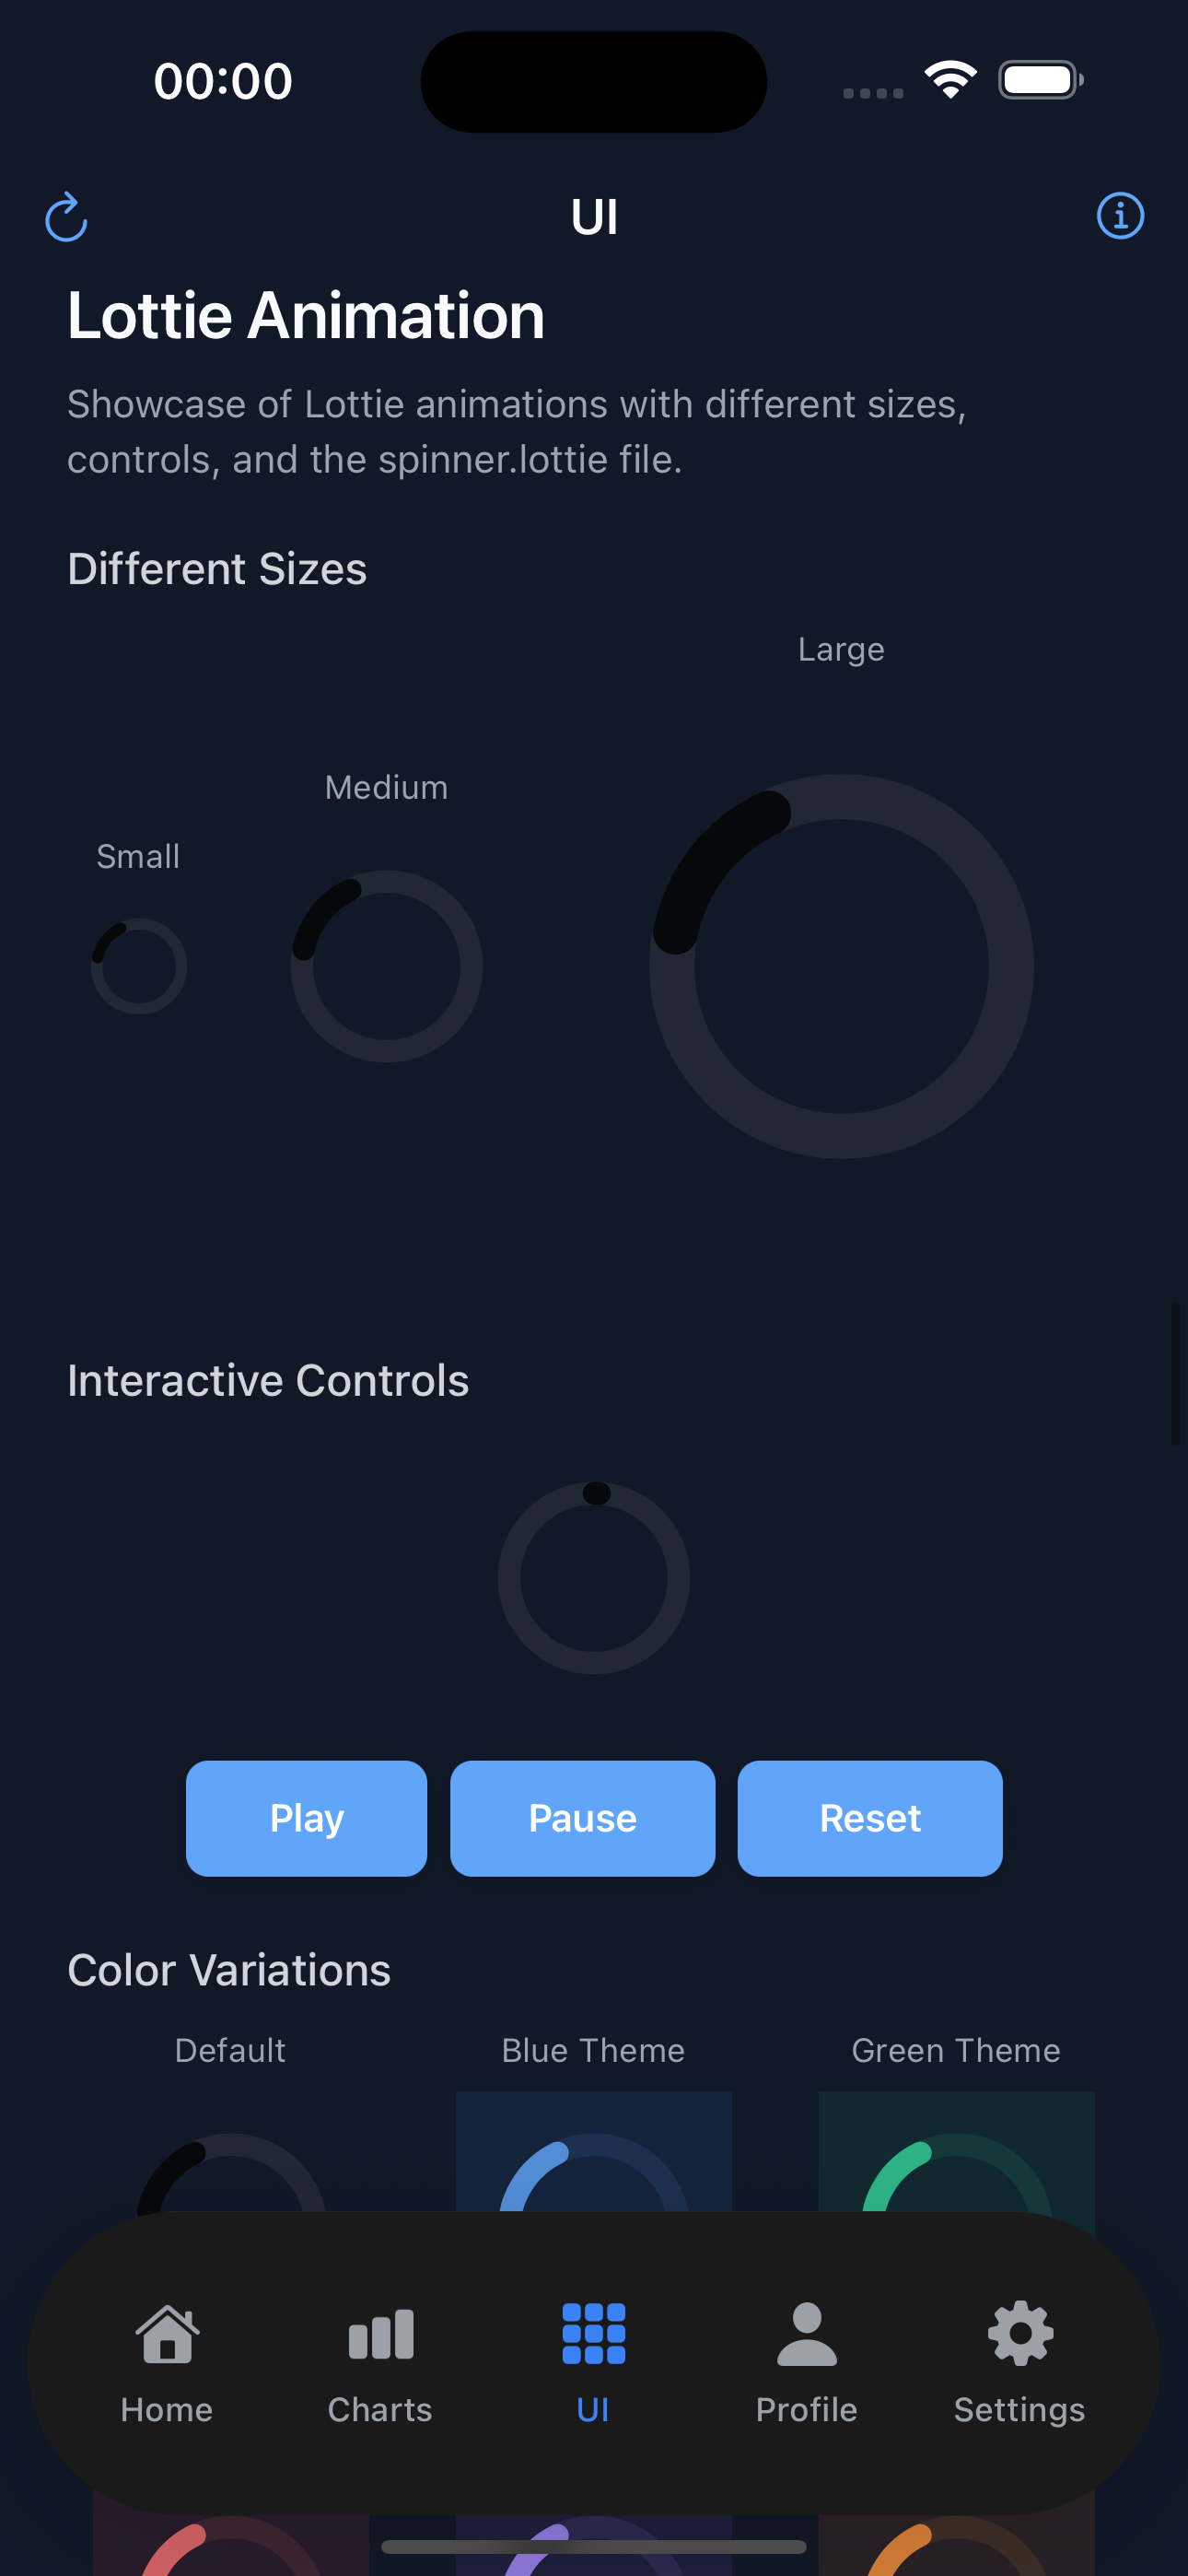 00:00
UI
Lottie Animation
Showcase of Lottie animations with different sizes,
controls, and the spinner.lottie file.
Different Sizes
Large
Medium
Small
Interactive Controls
Play Pause Reset
Color Variations
Default Blue Theme Green Theme
Home Charts UI Profile Settings